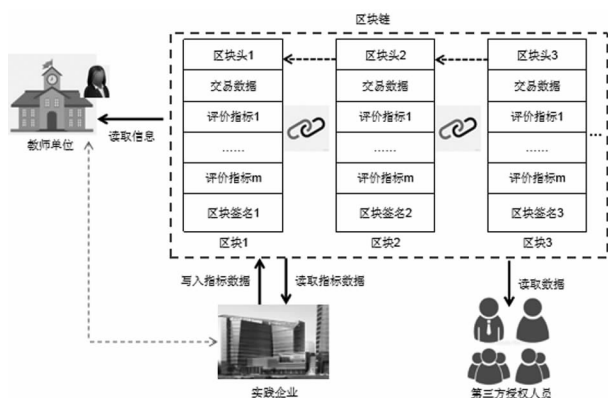 区块链
区块头1
交易数据
评价指标1
……
评价指标m
区块签名1
区块1
区块头2
交易数据
评价指标1
……
评价指标m
区块签名2
区块2
区块头3
交易数据
评价指标1
……
评价指标m
区块签名3
区块3
…
教师单位
读取信息
写入指标数据
读取指标数据
读取数据
实践企业
第三方授权人员